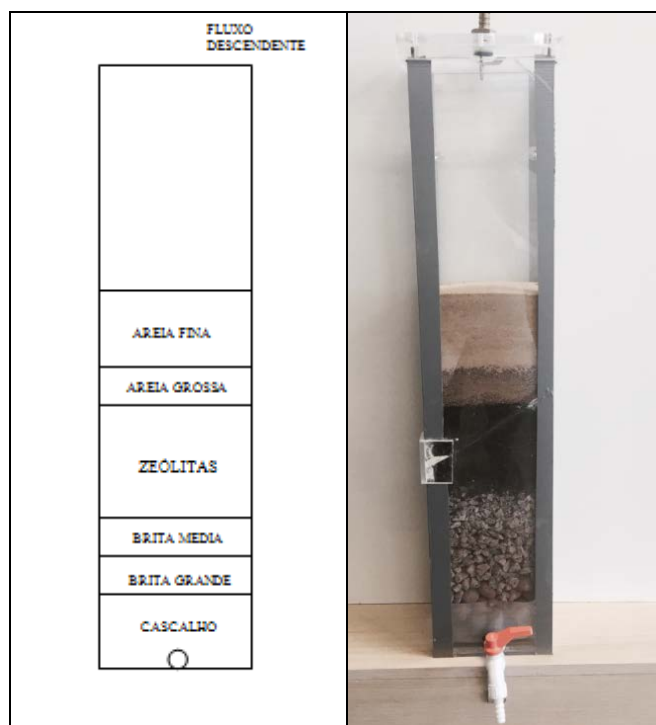 FLUXO
DESCENDENTE
AREIA FINA
AREIA GROSSA
ZEÓLITAS
BRITA MEDIA
BRITA GRANDE
CASCALHO